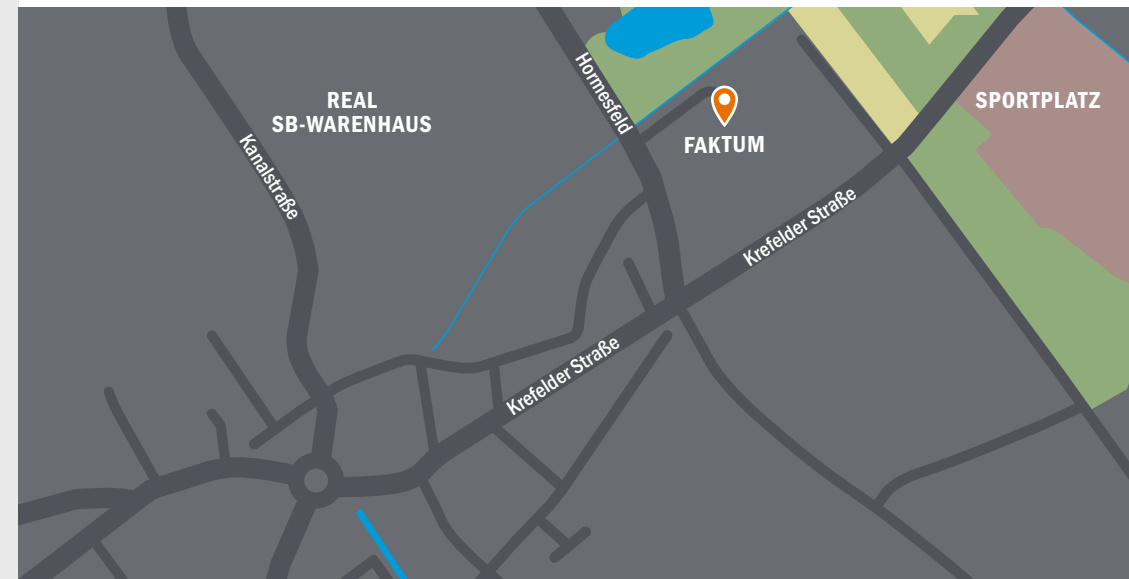 Hormesfeld
REAL
SB-WARENHAUS
SPORTPLATZ
FAKTUM
Kanalstraße
Krefelder Straße
Krefelder Straße